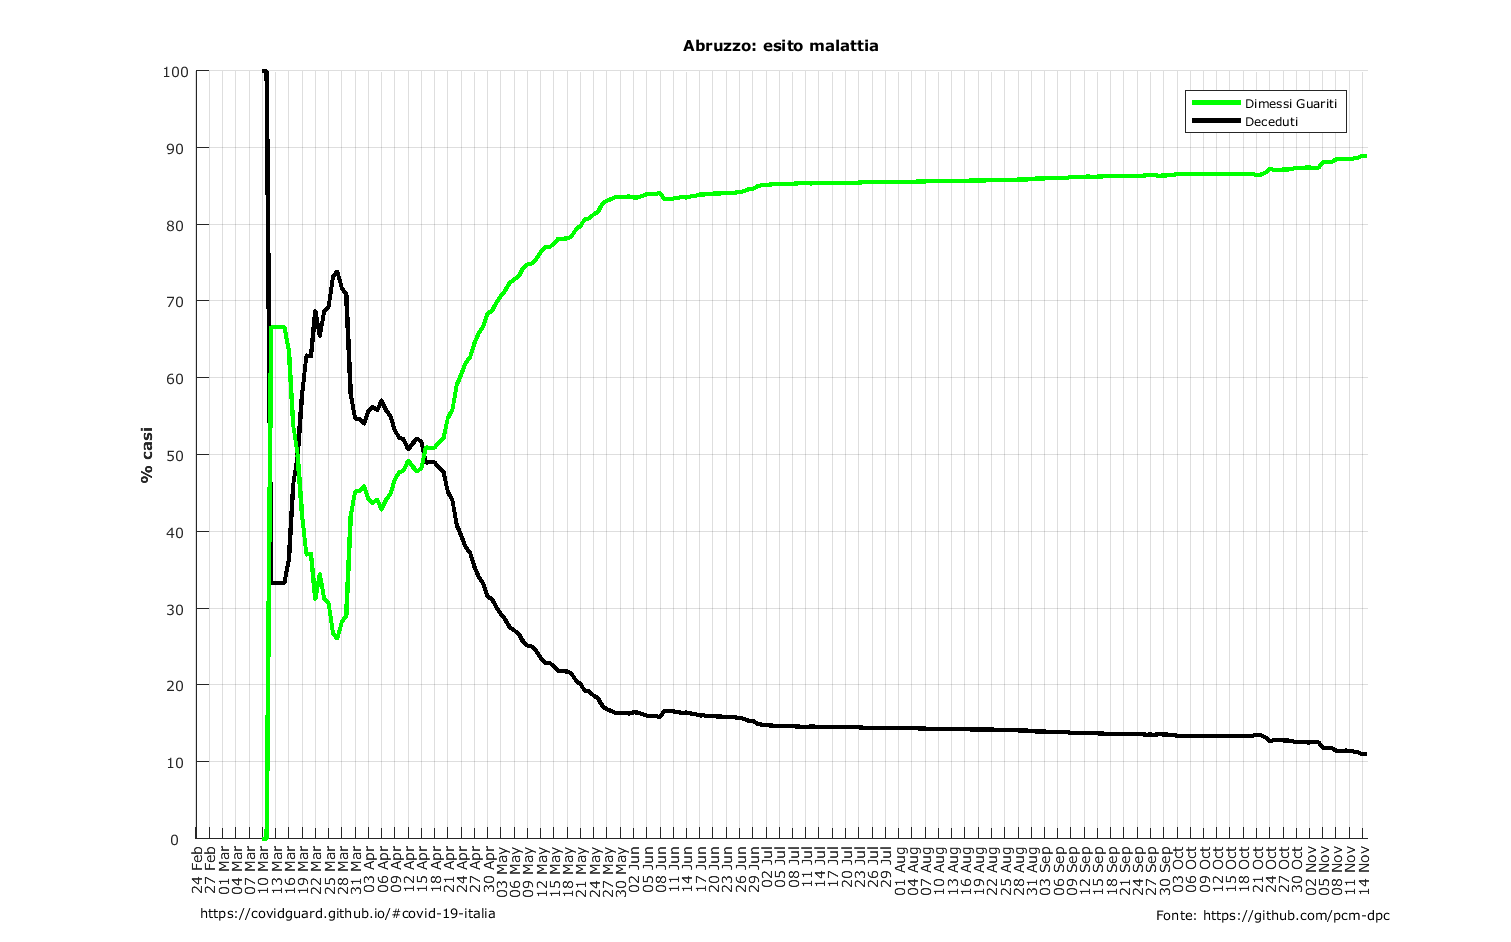 Abruzzo: esito malattia
100
90
80
70
60
50
40
30
20
10
0
% casi
Dimessi Guariti
Deceduti
24 Feb
27 Feb
01 Mar
04 Mar
07 Mar
10 Mar
13 Mar
16 Mar
19 Mar
22 Mar
25 Mar
28 Mar
31 Mar
03 Apr
06 Apr
09 Apr
12 Apr
15 Apr
18 Apr
21 Apr
24 Apr
27 Apr
30 Apr
03 May
06 May
09 May
12 May
15 May
18 May
21 May
24 May
27 May
30 May
02 Jun
05 Jun
08 Jun
11 Jun
14 Jun
17 Jun
20 Jun
23 Jun
26 Jun
29 Jun
02 Jul
05 Jul
08 Jul
11 Jul
14 Jul
17 Jul
20 Jul
23 Jul
26 Jul
29 Jul
01 Aug
04 Aug
07 Aug
10 Aug
13 Aug
16 Aug
19 Aug
22 Aug
25 Aug
28 Aug
31 Aug
03 Sep
06 Sep
09 Sep
12 Sep
15 Sep
18 Sep
21 Sep
24 Sep
27 Sep
30 Sep
03 Oct
06 Oct
09 Oct
12 Oct
15 Oct
18 Oct
21 Oct
24 Oct
27 Oct
30 Oct
02 Nov
05 Nov
08 Nov
11 Nov
14 Nov
https://covidguard.github.io/#covid-19-italia
Fonte: https://github.com/pcm-dpc